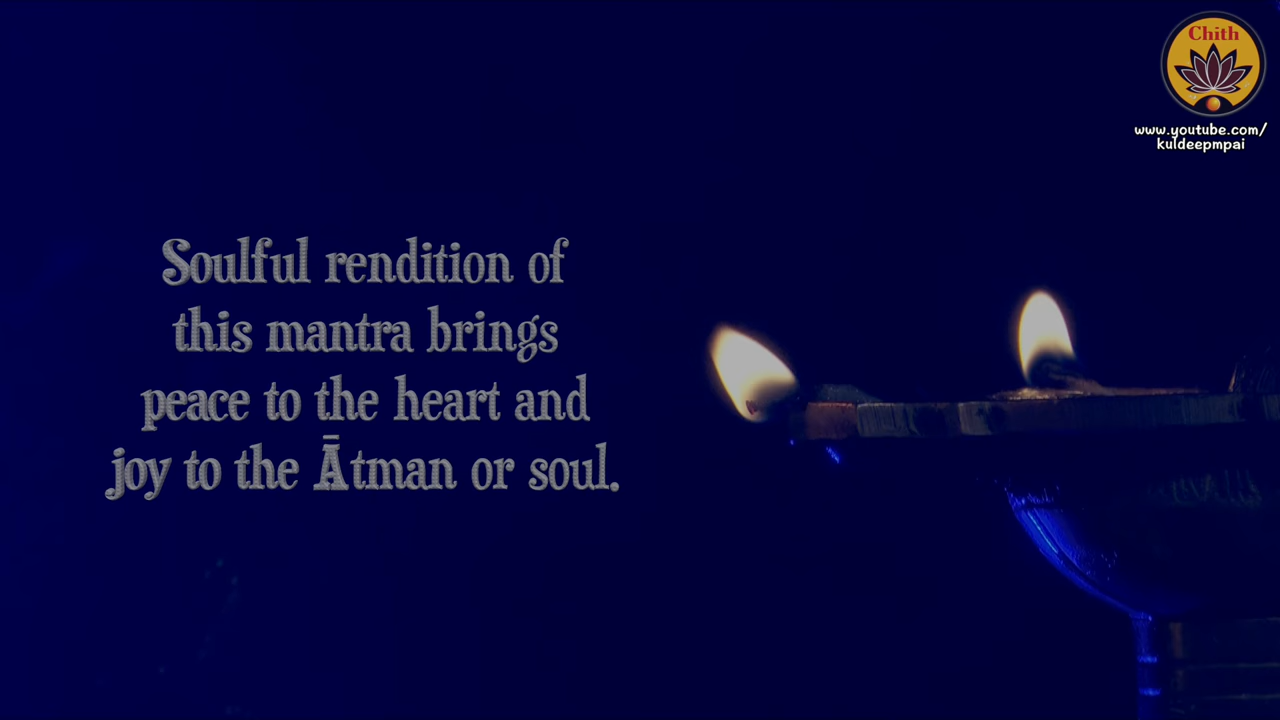 Chith
www.youtube.com/
kuldeepmpai
Soulful rendition of
this mantra brings
peace to the heart and
joy to the Ātman or soul.